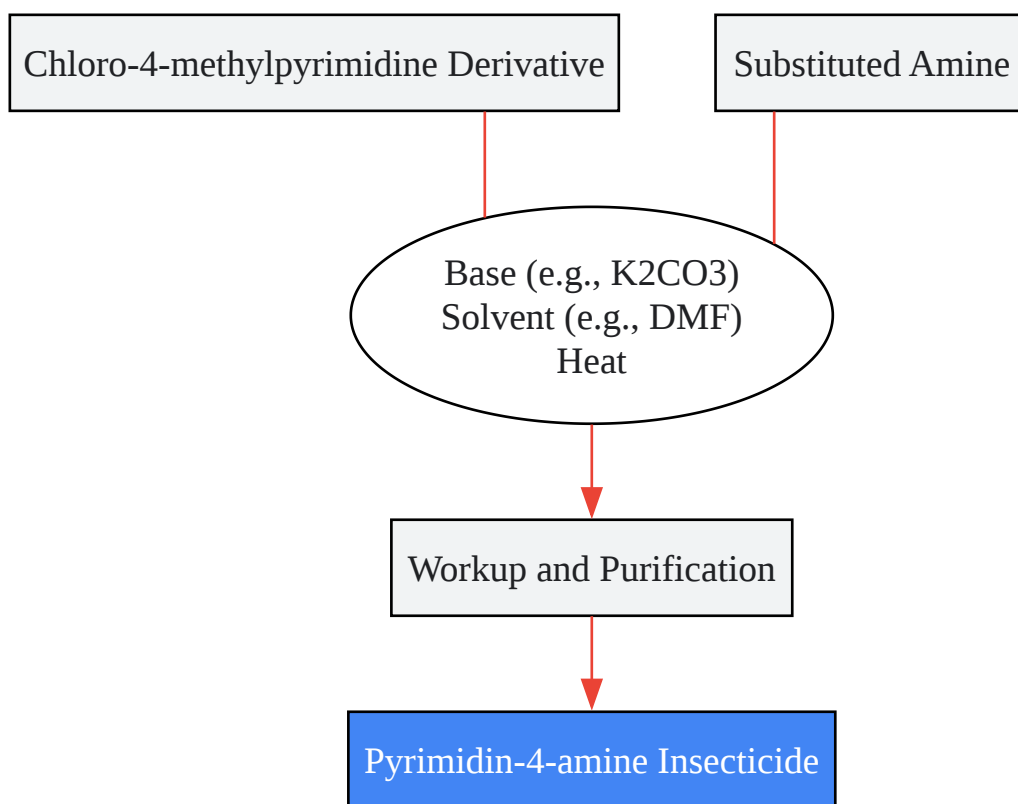 Chloro-4-methylpyrimidine Derivative
Substituted Amine
Base (e.g., K2CO3)
Solvent (e.g., DMF)
Heat
Workup and Purification
Pyrimidin-4-amine Insecticide